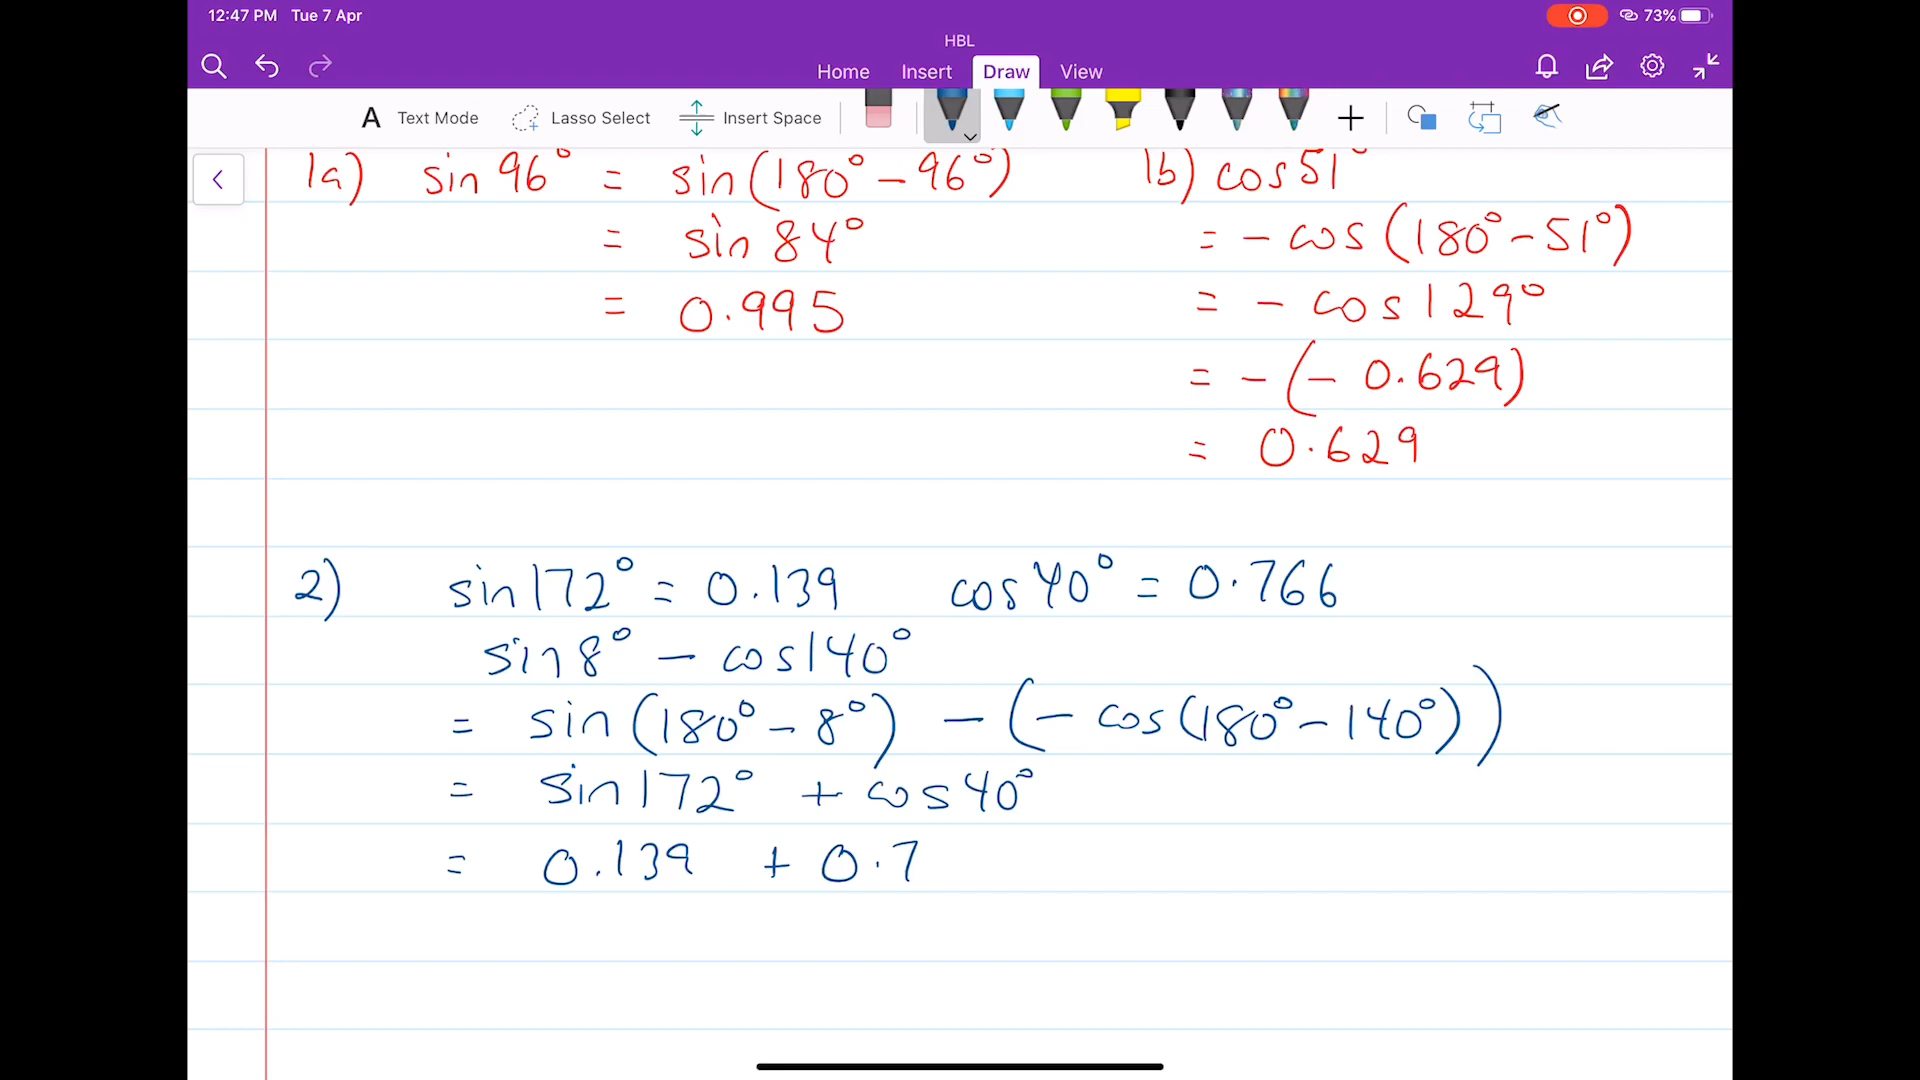 12:47 PM Tue 7 Apr 73%
HBL
Home Insert Draw View
A Text Mode Lasso Select Insert Space
1a) sin 96° = sin(180° - 96°)
= sin 84°
= 0.995
1b) cos 51°
= - cos (180° - 51°)
= - cos 129°
= - (- 0.629)
= 0.629
2) sin 172° = 0.139 cos 40° = 0.766
sin 8° - cos 140°
= sin (180° - 8°) - (- cos (180° - 140°))
= sin 172° + cos 40°
= 0.139 + 0.7